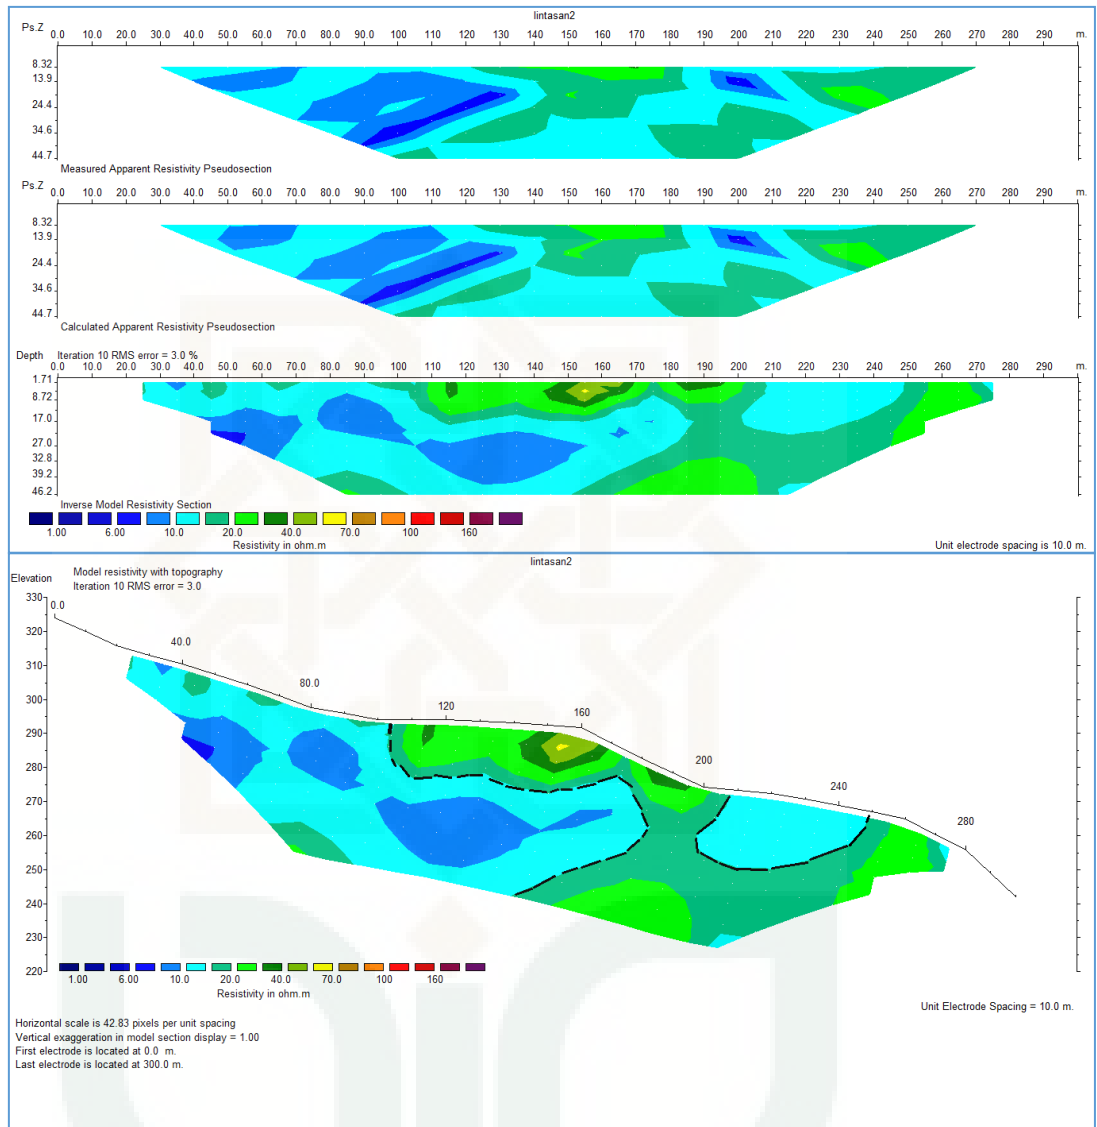 lintasan2
Ps.Z 0.0 10.0 20.0 30.0 40.0 50.0 60.0 70.0 80.0 90.0 100 110 120 130 140 150 160 170 180 190 200 210 220 230 240 250 260 270 280 290 m.
8.32
13.9
24.4
34.6
44.7
Measured Apparent Resistivity Pseudosection
Ps.Z 0.0 10.0 20.0 30.0 40.0 50.0 60.0 70.0 80.0 90.0 100 110 120 130 140 150 160 170 180 190 200 210 220 230 240 250 260 270 280 290 m.
8.32
13.9
24.4
34.6
44.7
Calculated Apparent Resistivity Pseudosection
Depth Iteration 10 RMS error = 3.0 %
0.0 10.0 20.0 30.0 40.0 50.0 60.0 70.0 80.0 90.0 100 110 120 130 140 150 160 170 180 190 200 210 220 230 240 250 260 270 280 290 m.
1.71
8.72
17.0
27.0
32.8
39.2
46.2
Inverse Model Resistivity Section
1.00 6.00 10.0 20.0 40.0 70.0 100 160
Resistivity in ohm.m
Unit electrode spacing is 10.0 m.
lintasan2
Model resistivity with topography
Elevation
Iteration 10 RMS error = 3.0
330
0.0
320
40.0
310
80.0
300
120
160
290
280
200
240
270
280
260
250
240
230
220
1.00 6.00 10.0 20.0 40.0 70.0 100 160
Resistivity in ohm.m
Unit Electrode Spacing = 10.0 m.
Horizontal scale is 42.83 pixels per unit spacing
Vertical exaggeration in model section display = 1.00
First electrode is located at 0.0 m.
Last electrode is located at 300.0 m.